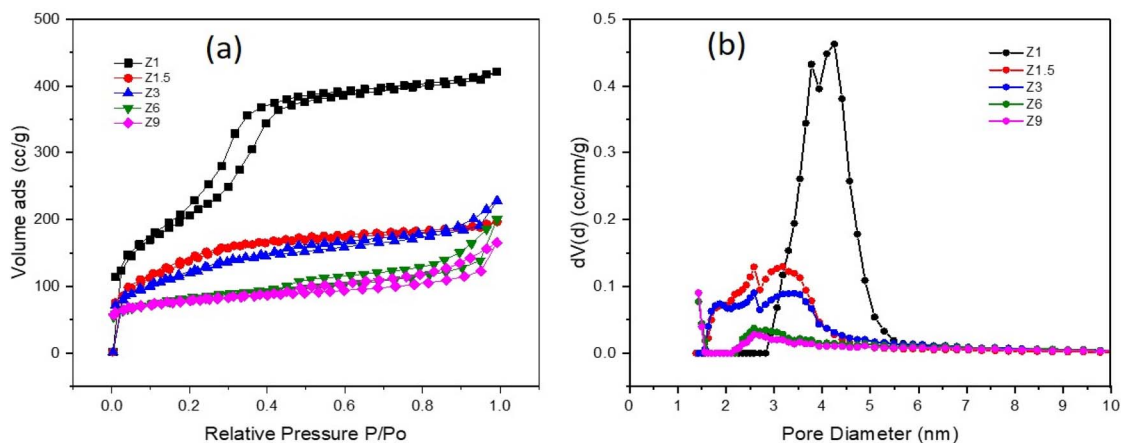 (a)
500
400
300
200
100
0
Volume ads (cc/g)
Z1
Z1.5
Z3
Z6
Z9
0.0 0.2 0.4 0.6 0.8 1.0
Relative Pressure P/Po
(b)
0.5
0.4
0.3
0.2
0.1
0.0
dV(d) (cc/nm/g)
Z1
Z1.5
Z3
Z6
Z9
0 1 2 3 4 5 6 7 8 9 10
Pore Diameter (nm)